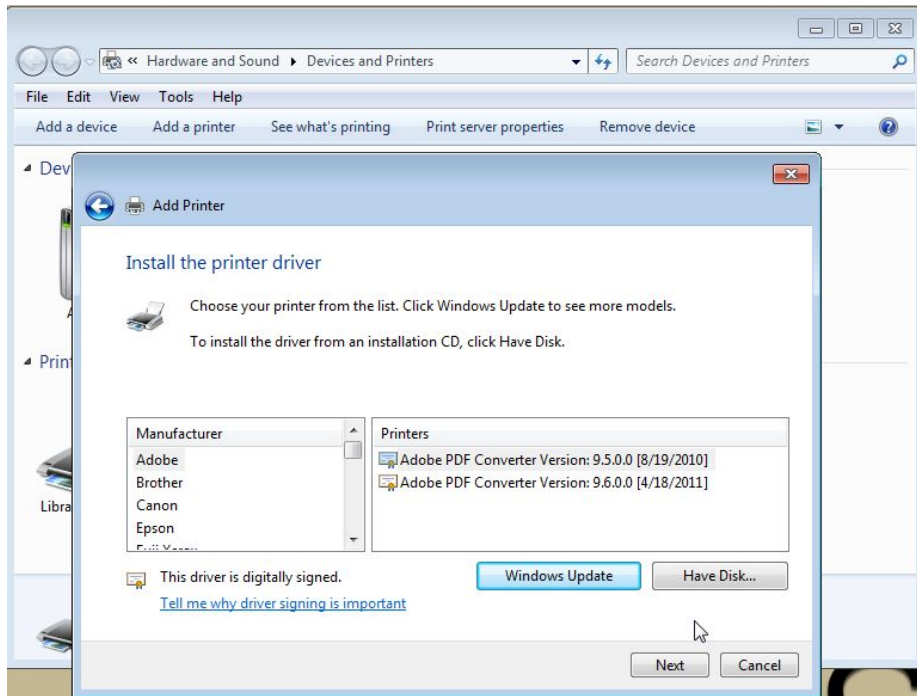 « Hardware and Sound ▸ Devices and Printers
Search Devices and Printers
File Edit View Tools Help
Add a device Add a printer See what's printing Print server properties Remove device
Dev
Add Printer
Install the printer driver
Choose your printer from the list. Click Windows Update to see more models.
To install the driver from an installation CD, click Have Disk.
Print
Manufacturer Printers
Adobe Adobe PDF Converter Version: 9.5.0.0 [8/19/2010]
Brother Adobe PDF Converter Version: 9.6.0.0 [4/18/2011]
Canon
Libra
Epson
This driver is digitally signed.
Windows Update Have Disk...
Tell me why driver signing is important
Next Cancel